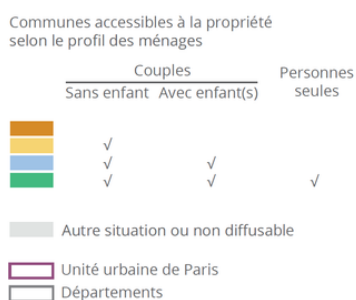 Communes accessibles à la propriété
selon le profil des ménages
Couples
Personnes
seules
Sans enfant Avec enfant(s)
√
√ √
√ √ √
Autre situation ou non diffusable
Unité urbaine de Paris
Départements